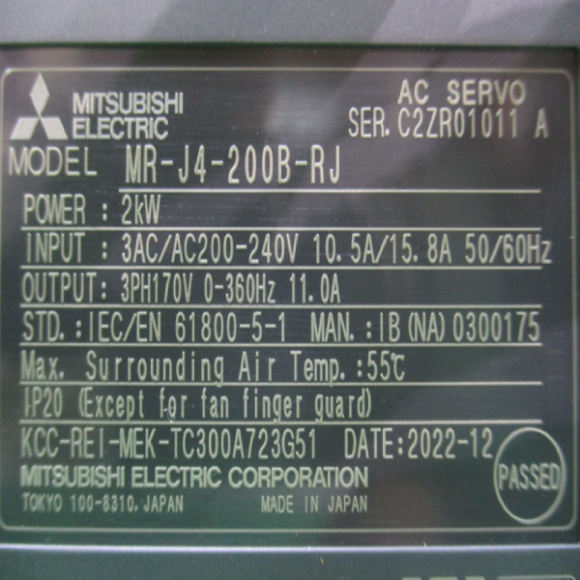 MITSUBISHI
ELECTRIC
AC SERVO
SER. C2ZR01011 A
MODEL MR-J4-200B-RJ
POWER : 2kW
INPUT : 3AC/AC200-240V 10.5A/15.8A 50/60Hz
OUTPUT: 3PH170V 0-360Hz 11.0A
STD.: IEC/EN 61800-5-1 MAN.: IB(NA)0300175
Max. Surrounding Air Temp.:55℃
IP20 (Except for fan finger guard)
KCC-REI-MEK-TC300A723G51 DATE:2022-12
MITSUBISHI ELECTRIC CORPORATION
TOKYO 100-8310, JAPAN MADE IN JAPAN
PASSED